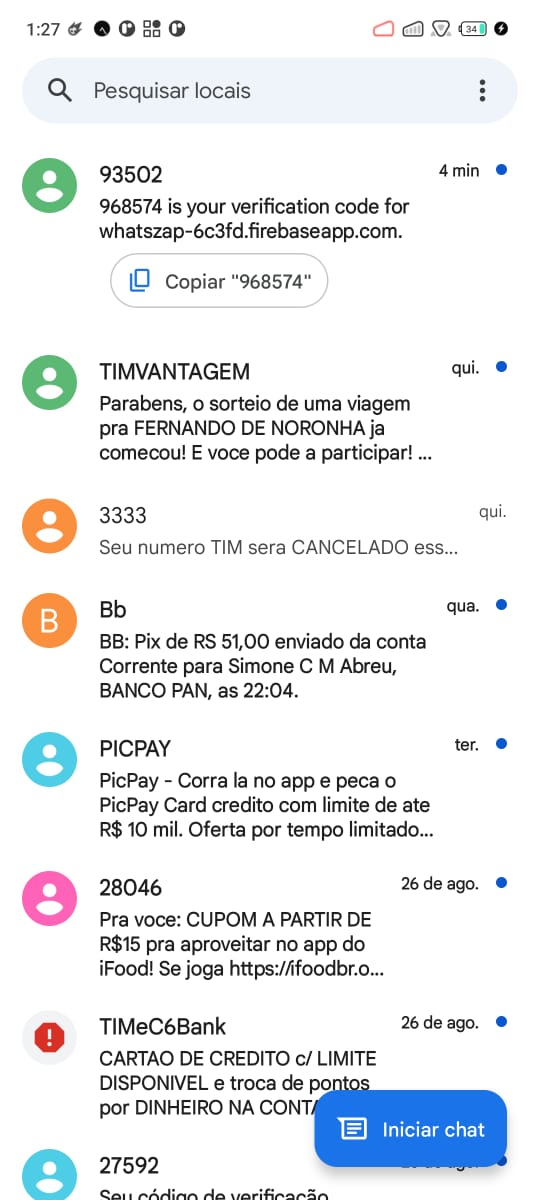 1:27
34
Pesquisar locais
93502
4 min
968574 is your verification code for
whatszap-6c3fd.firebaseapp.com.
Copiar "968574"
TIMVANTAGEM
qui.
Parabens, o sorteio de uma viagem
pra FERNANDO DE NORONHA ja
comecou! E voce pode a participar! ...
3333
qui.
Seu numero TIM sera CANCELADO ess...
B
Bb
qua.
BB: Pix de RS 51,00 enviado da conta
Corrente para Simone C M Abreu,
BANCO PAN, as 22:04.
PICPAY
ter.
PicPay - Corra la no app e peca o
PicPay Card credito com limite de ate
R$ 10 mil. Oferta por tempo limitado...
28046
26 de ago.
Pra voce: CUPOM A PARTIR DE
R$15 pra aproveitar no app do
iFood! Se joga https://ifoodbr.o...
TIMeC6Bank
26 de ago.
CARTAO DE CREDITO c/ LIMITE
DISPONIVEL e troca de pontos
por DINHEIRO NA
Iniciar chat
27592
Seu código de verificação